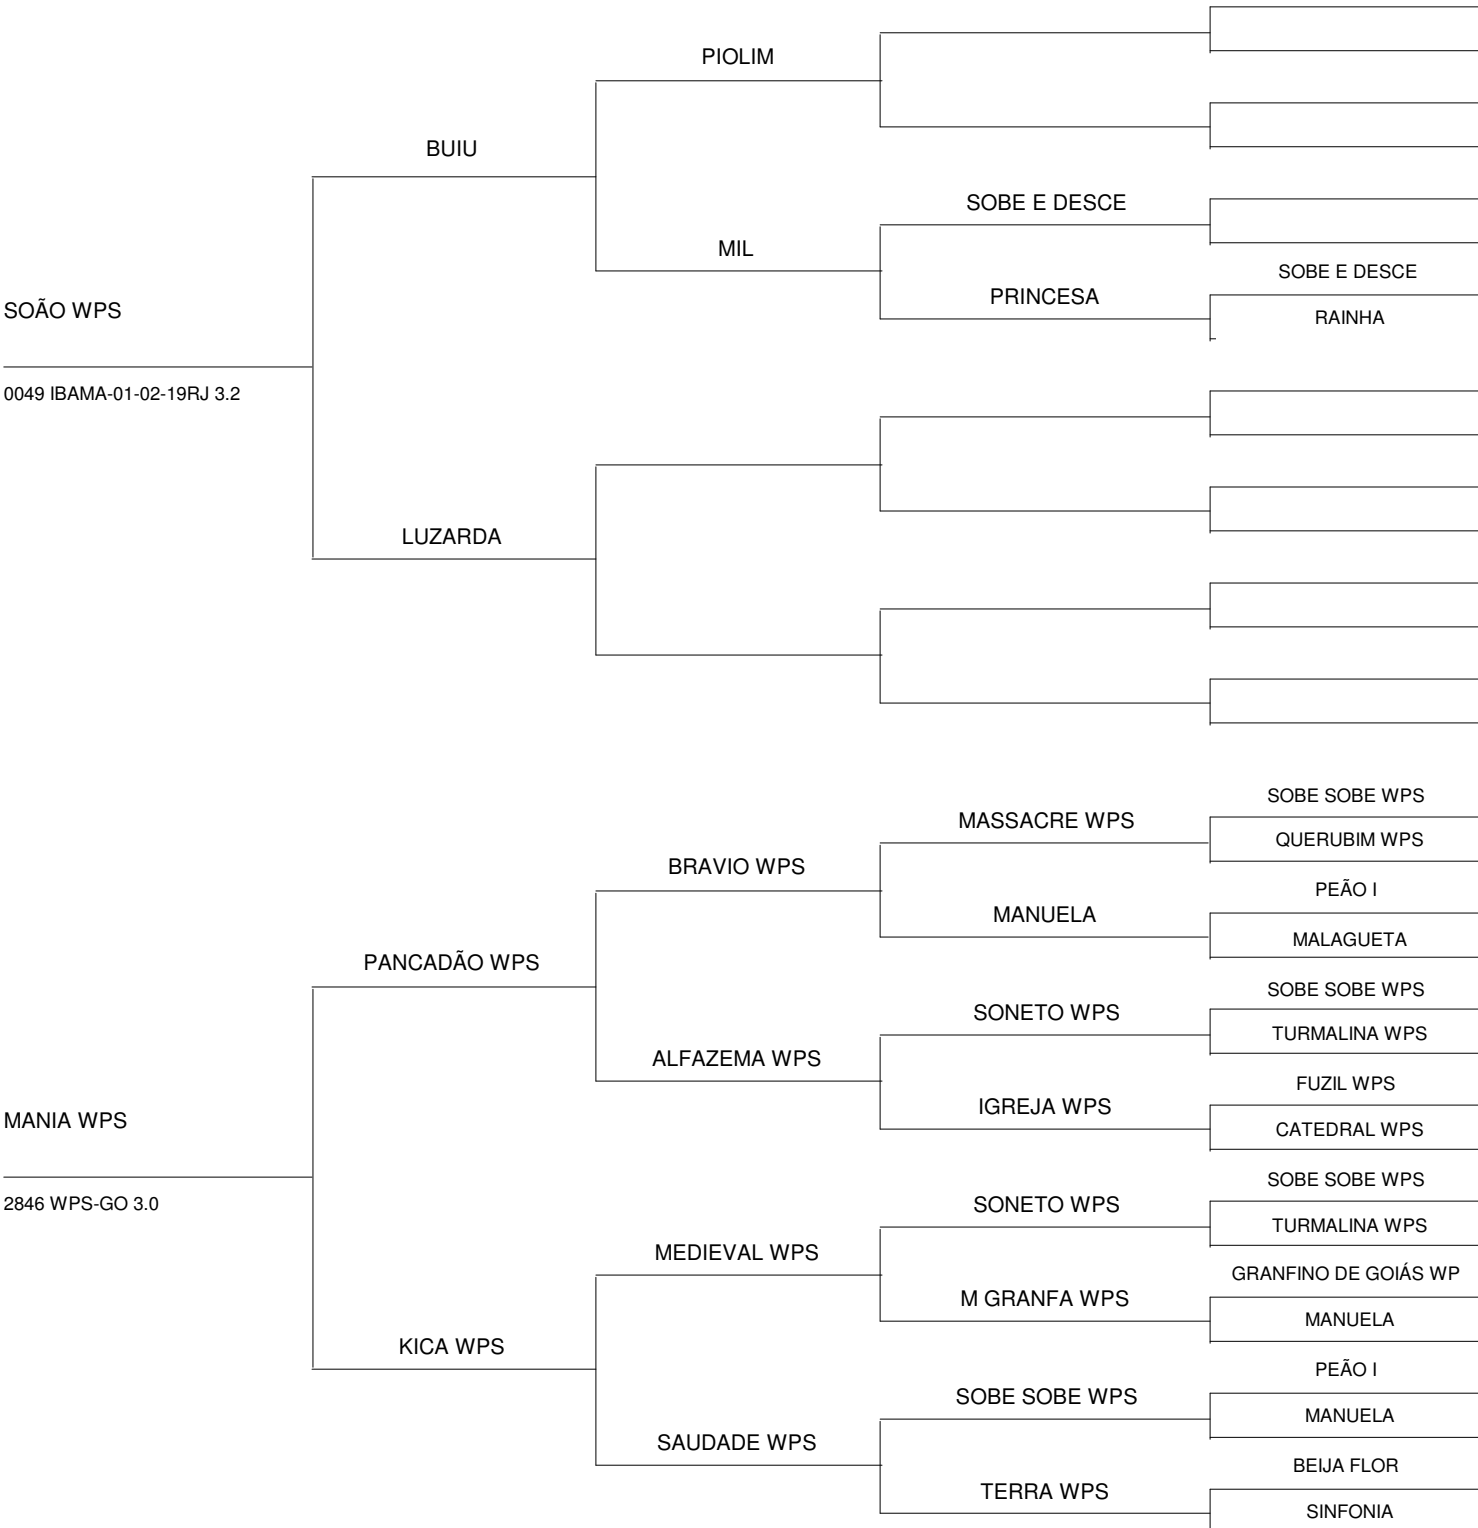 PIOLIM
BUIU
SOBE E DESCE
MIL
SOBE E DESCE
PRINCESA
RAINHA
SOÃO WPS
0049 IBAMA-01-02-19RJ 3.2
LUZARDA
SOBE SOBE WPS
MASSACRE WPS
QUERUBIM WPS
BRAVIO WPS
PEÃO I
MANUELA
MALAGUETA
PANCADÃO WPS
SOBE SOBE WPS
SONETO WPS
TURMALINA WPS
ALFAZEMA WPS
FUZIL WPS
IGREJA WPS
CATEDRAL WPS
MANIA WPS
2846 WPS-GO 3.0
SOBE SOBE WPS
SONETO WPS
TURMALINA WPS
MEDIEVAL WPS
GRANFINO DE GOIÁS WP
M GRANFA WPS
MANUELA
KICA WPS
PEÃO I
SOBE SOBE WPS
MANUELA
SAUDADE WPS
BEIJA FLOR
TERRA WPS
SINFONIA